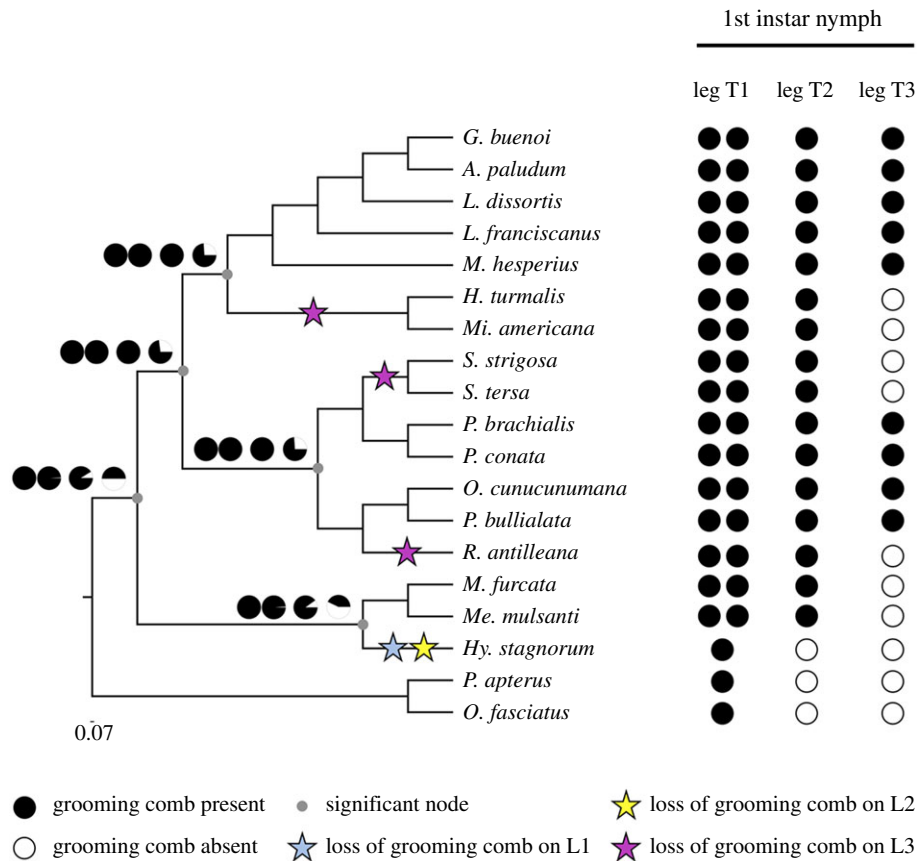 1st instar nymph
leg T1 leg T2 leg T3
G. buenoi
A. paludum
L. dissortis
L. franciscanus
M. hesperius
H. turmalis
Mi. americana
S. strigosa
S. tersa
P. brachialis
P. conata
O. cunucunumana
P. bullialata
R. antilleana
M. furcata
Me. mulsanti
Hy. stagnorum
P. apterus
O. fasciatus
0.07
grooming comb present significant node loss of grooming comb on L2
grooming comb absent loss of grooming comb on L1 loss of grooming comb on L3